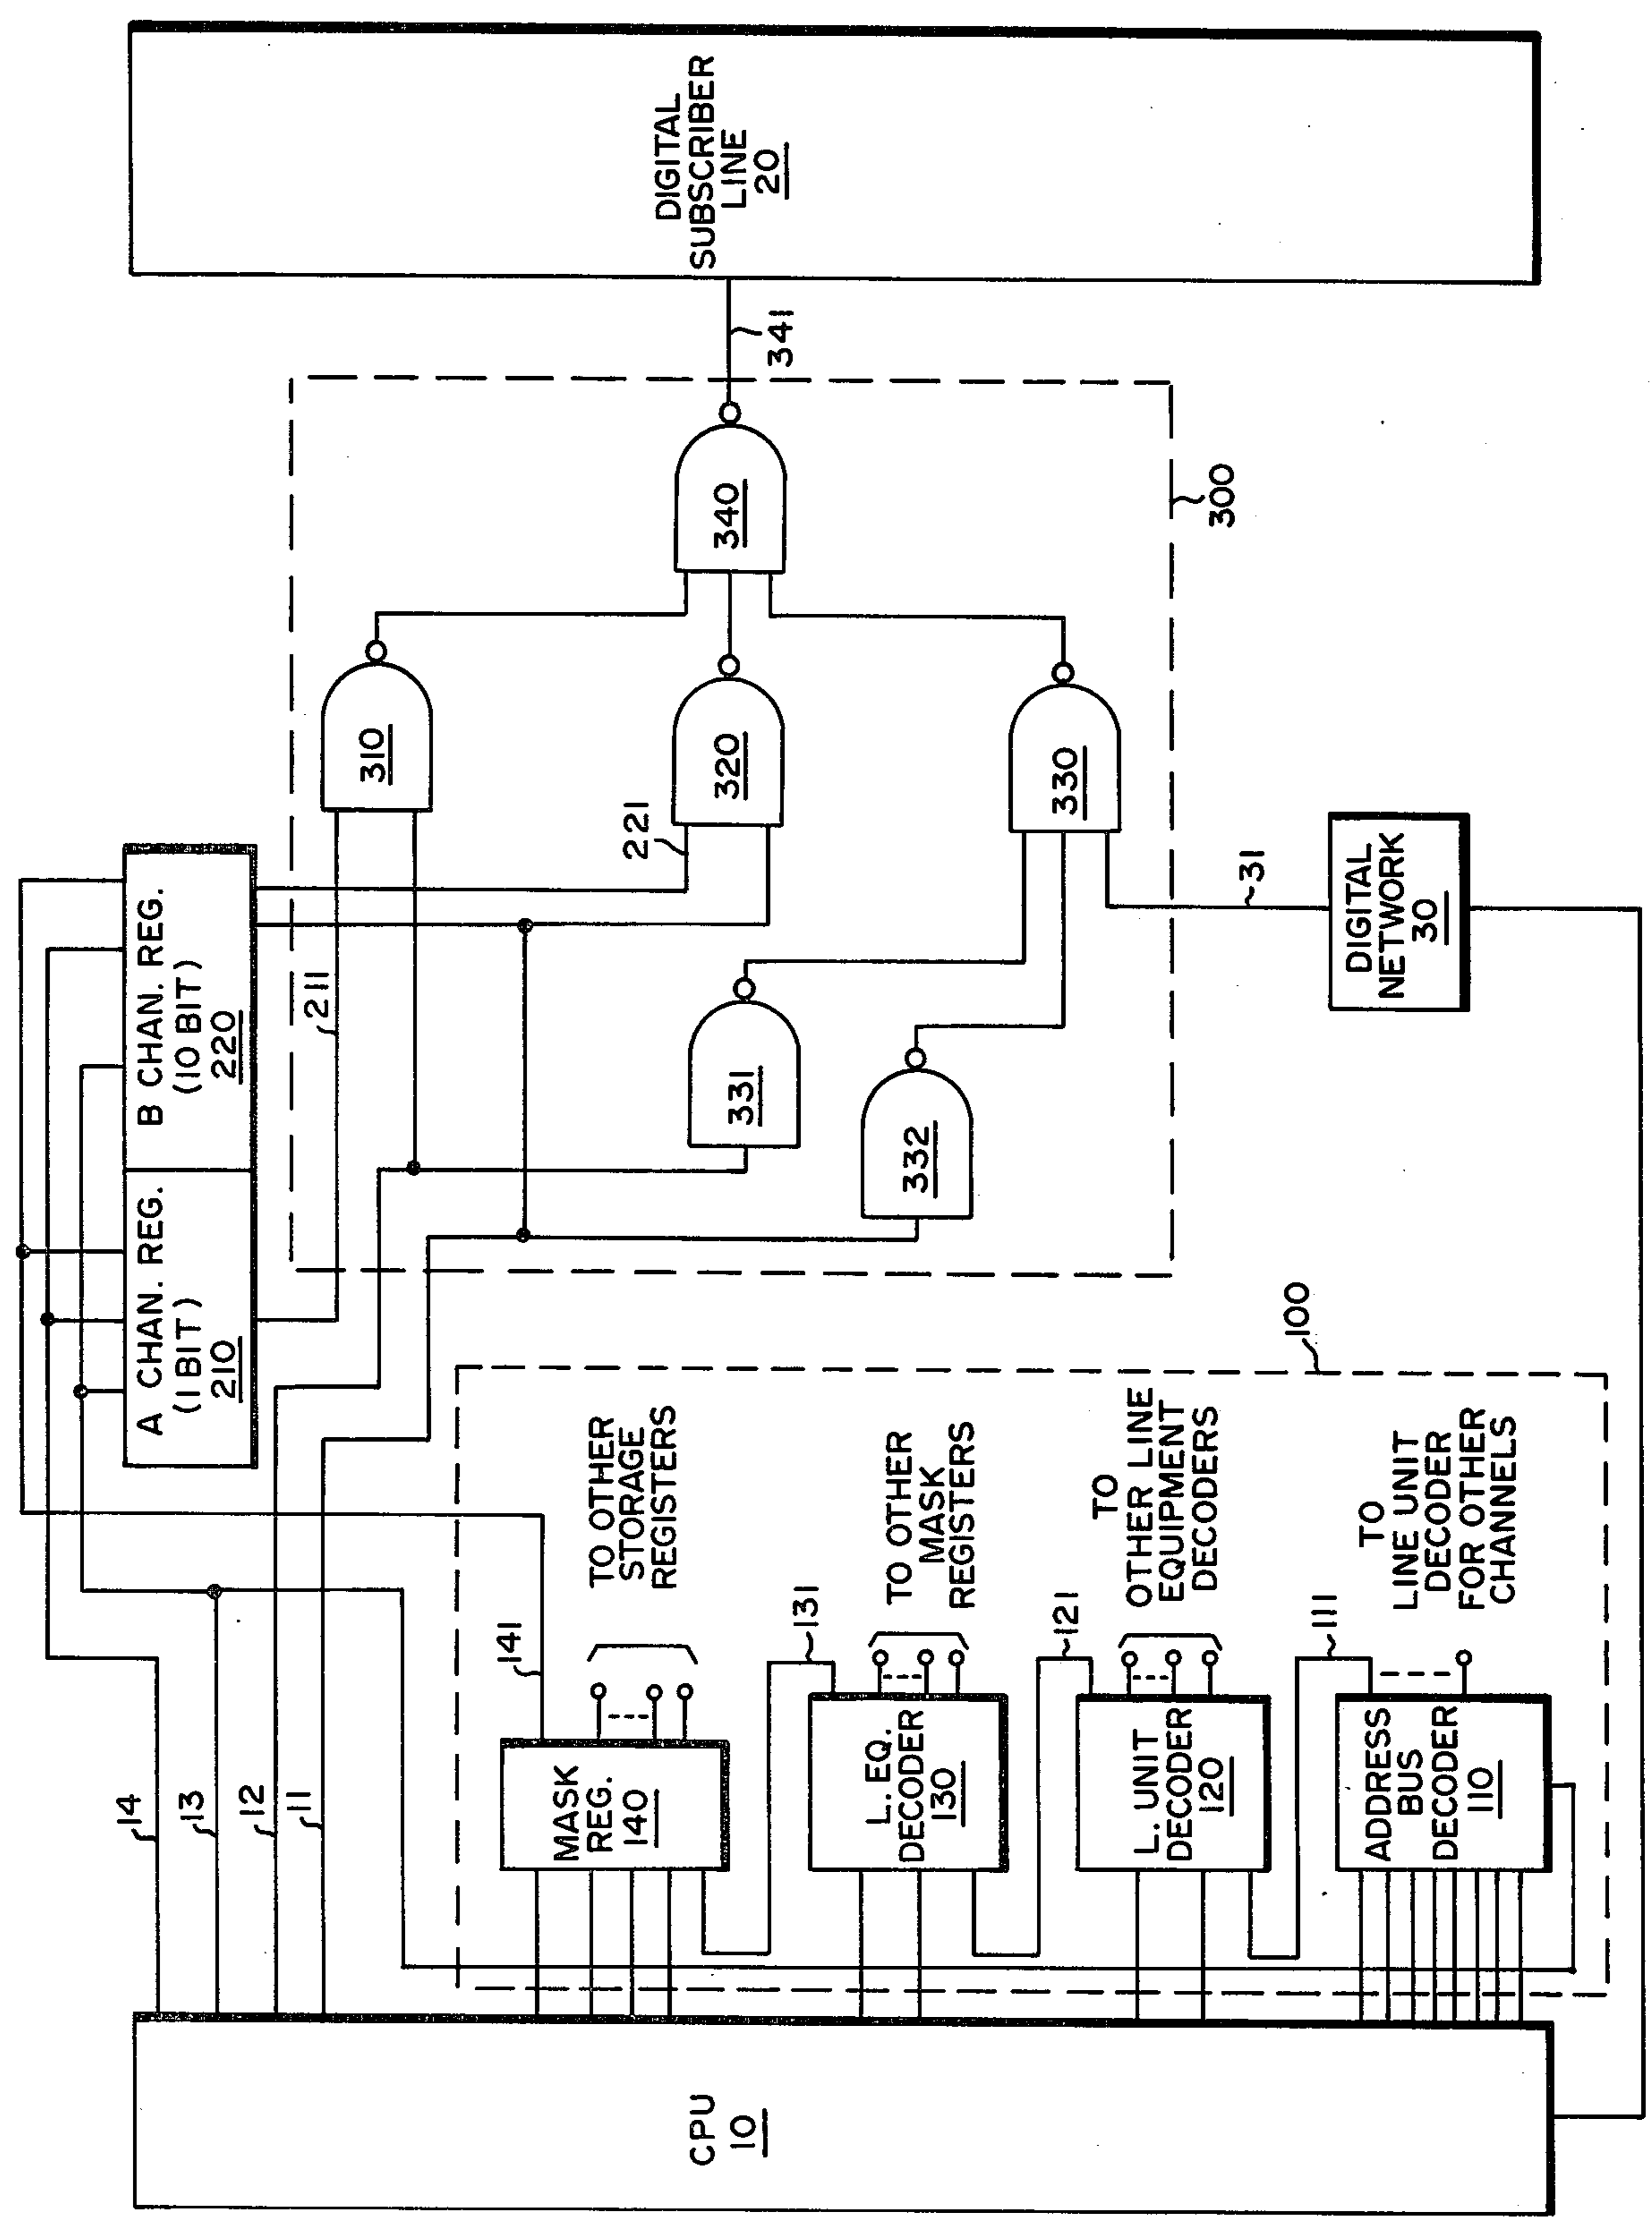 14
13
12
11
A CHAN. REG.
(1 BIT)
210
B CHAN. REG.
(10 BIT)
220
211
221
310
320
330
331
332
340
341
300
DIGITAL
SUBSCRIBER
LINE
20
DIGITAL
NETWORK
30
31
CPU
10
MASK
REG.
140
141
TO OTHER
STORAGE
REGISTERS
L. EQ.
DECODER
130
131
TO OTHER
MASK
REGISTERS
L. UNIT
DECODER
120
121
TO
OTHER LINE
EQUIPMENT
DECODERS
ADDRESS
BUS
DECODER
110
111
TO
LINE UNIT
DECODER
FOR OTHER
CHANNELS
100